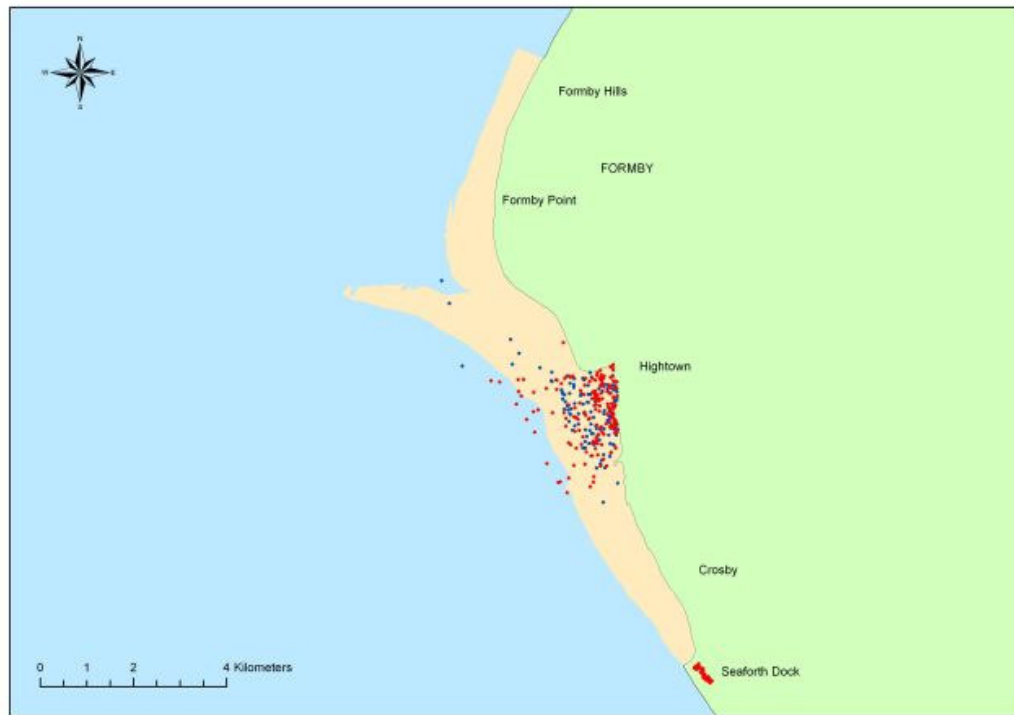 N
W E
S
Formby Hills
FORMBY
Formby Point
Hightown
Crosby
0 1 2 4 Kilometers
Seaforth Dock